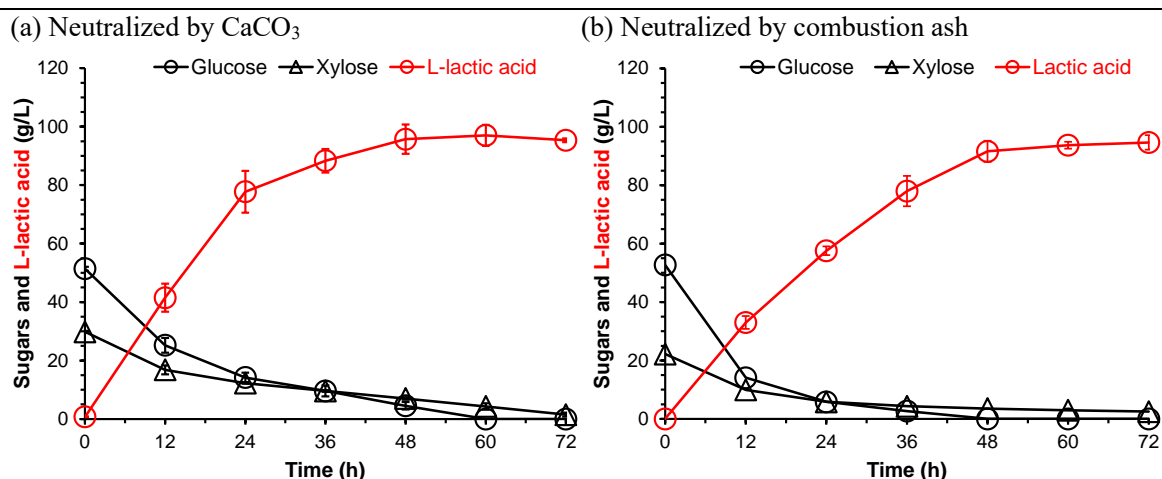 (a) Neutralized by CaCO₃
Glucose Xylose L-lactic acid
Sugars and L-lactic acid (g/L)
120
100
80
60
40
20
0
0 12 24 36 48 60 72
Time (h)
(b) Neutralized by combustion ash
Glucose Xylose Lactic acid
Sugars and L-lactic acid (g/L)
120
100
80
60
40
20
0
0 12 24 36 48 60 72
Time (h)